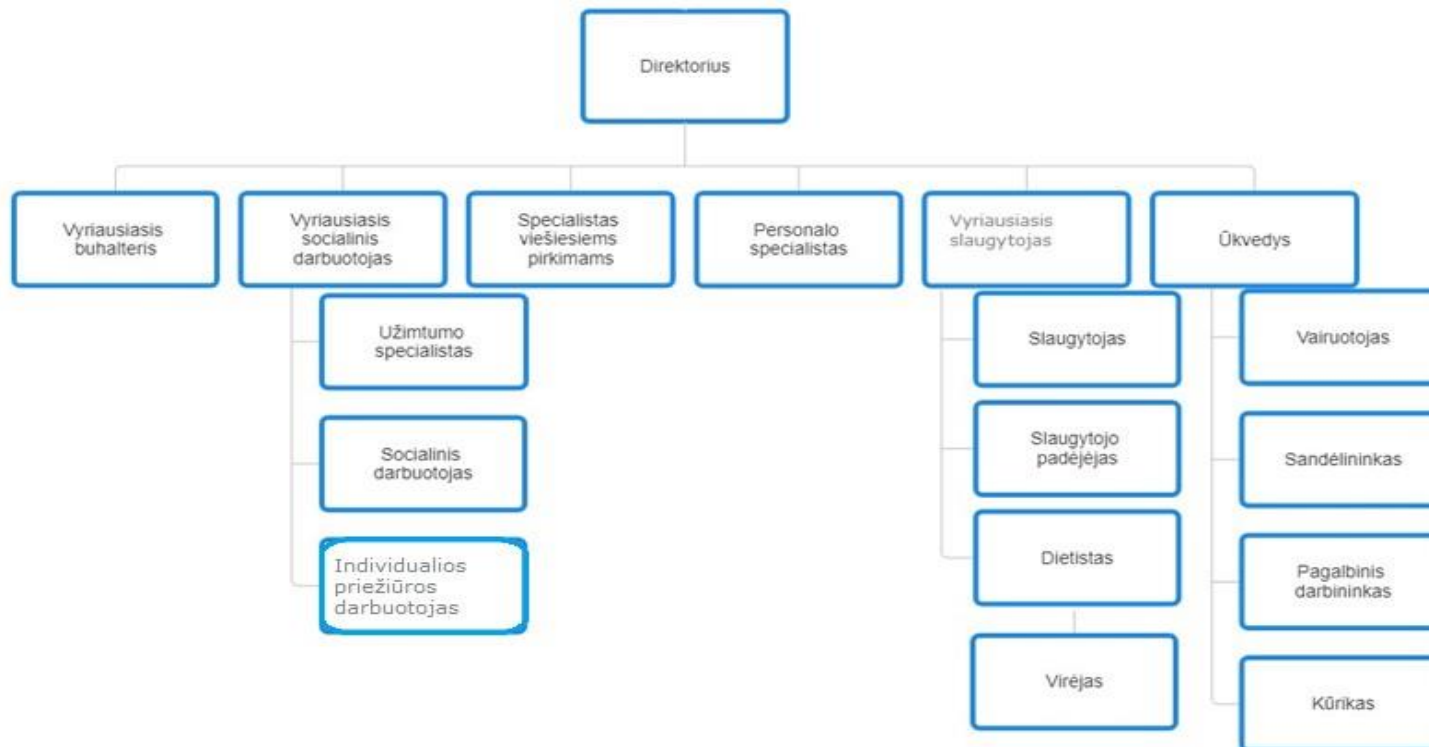 Direktorius
Vyriausiasis
buhalteris
Vyriausiasis
socialinis
darbuotojas
Specialistas
viešiesiems
pirkimams
Personalo
specialistas
Vyriausiasis
slaugytojas
Ūkvedys
Užimtumo
specialistas
Socialinis
darbuotojas
Individualios
priežiūros
darbuotojas
Slaugytojas
Slaugytojo
padėjėjas
Dietistas
Virėjas
Vairuotojas
Sandėlininkas
Pagalbinis
darbininkas
Kūrikas